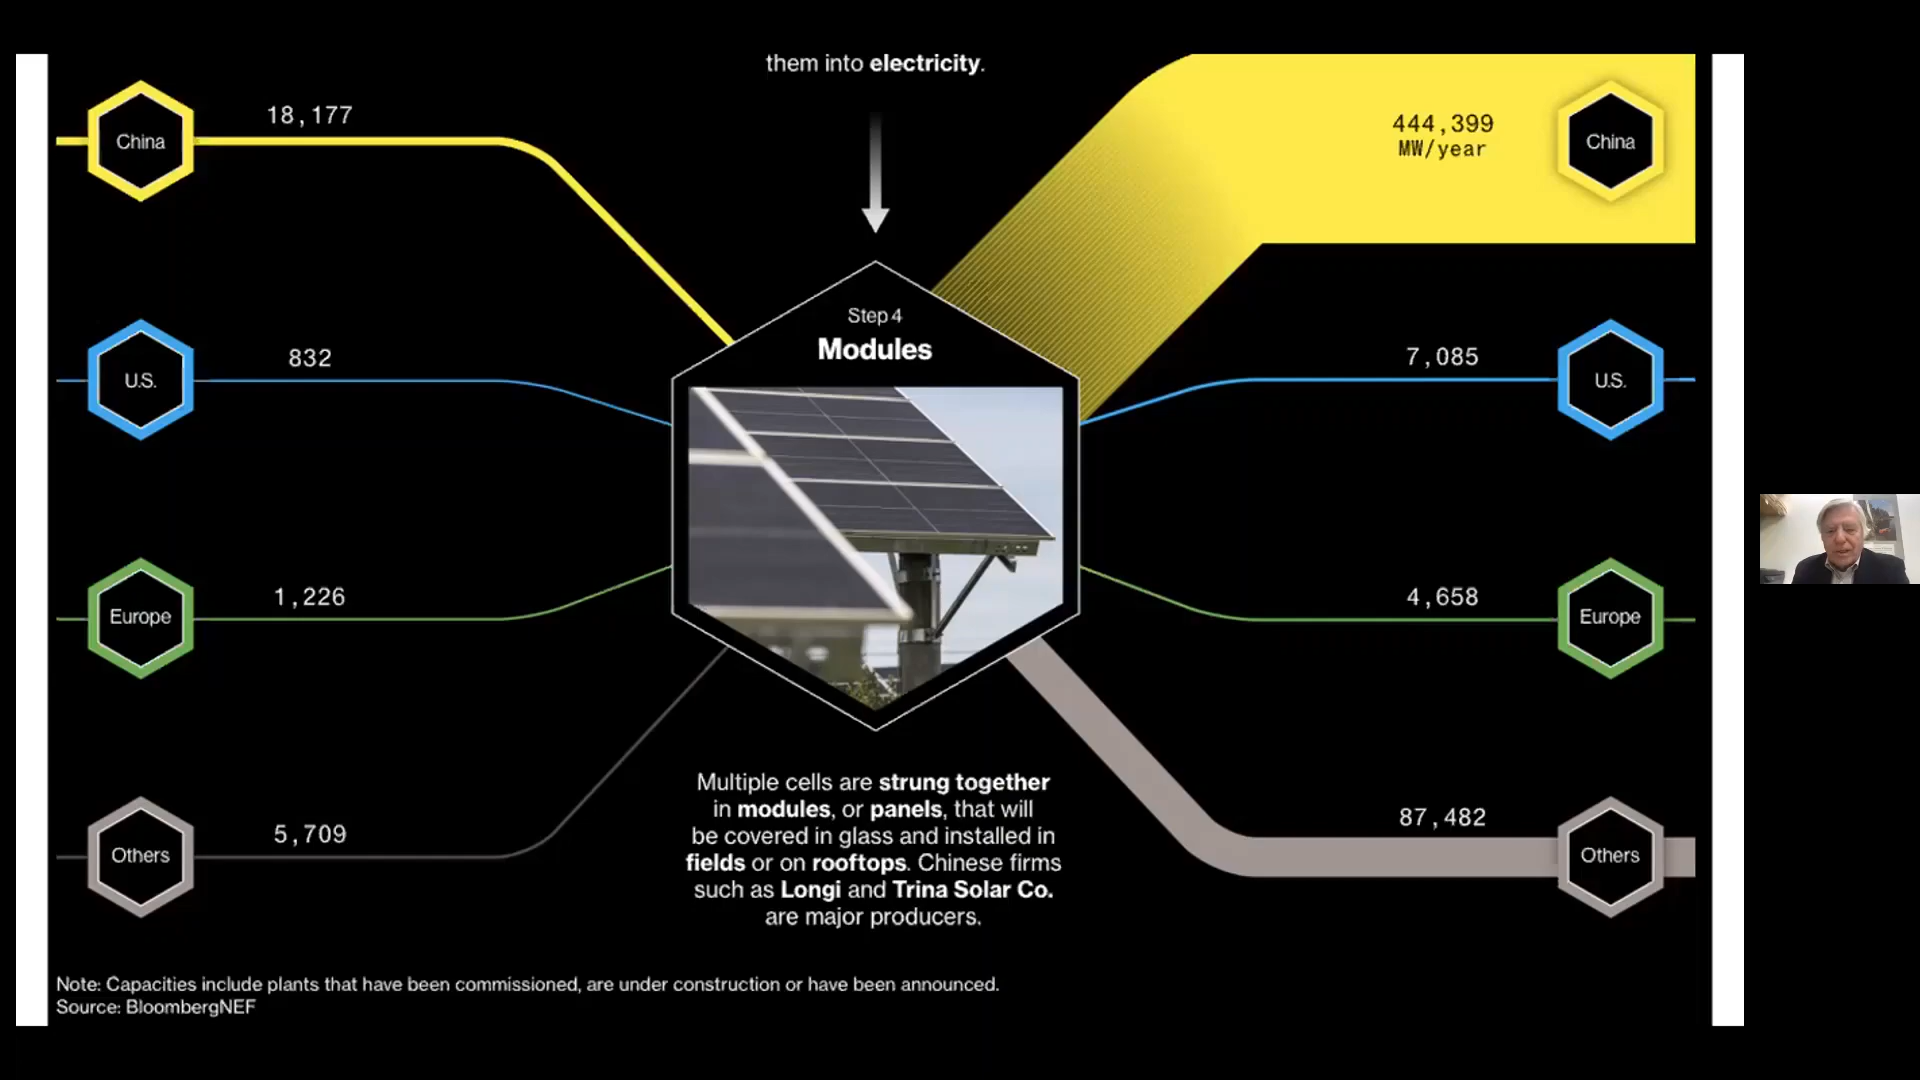 them into electricity.
China
18,177
444,399
MW/year
China
Step 4
Modules
U.S.
832
7,085
U.S.
Europe
1,226
4,658
Europe
Others
5,709
87,482
Others
Multiple cells are strung together
in modules, or panels, that will
be covered in glass and installed in
fields or on rooftops. Chinese firms
such as Longi and Trina Solar Co.
are major producers.
Note: Capacities include plants that have been commissioned, are under construction or have been announced.
Source: BloombergNEF